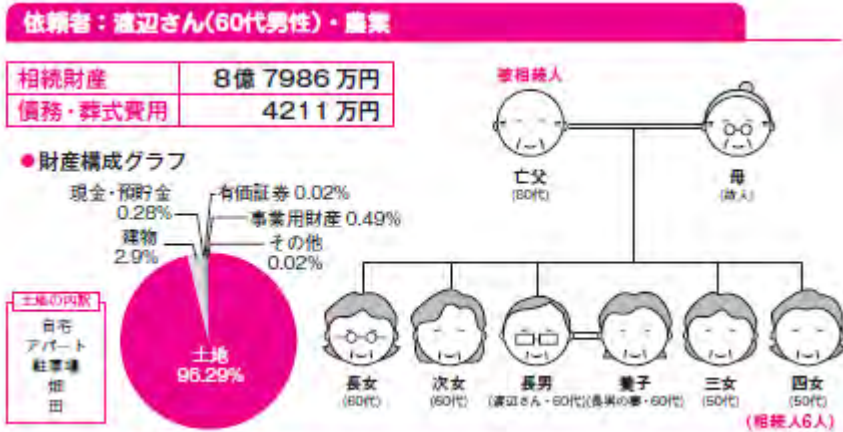 依頼者：渡辺さん(60代男性)・農業
相続財産 8億7986万円
債務・葬式費用 4211万円
●財産構成グラフ
現金・預貯金
0.28%
有価証券 0.02%
事業用財産 0.49%
建物
2.9%
その他
0.02%
土地
96.29%
土地の内訳
自宅
アパート
駐車場
畑
田
被相続人
亡父
(80代)
母
(故人)
長女
(60代)
次女
(60代)
長男
(渡辺さん・60代)
養子
(長男の妻・60代)
三女
(50代)
四女
(50代)
(相続人6人)